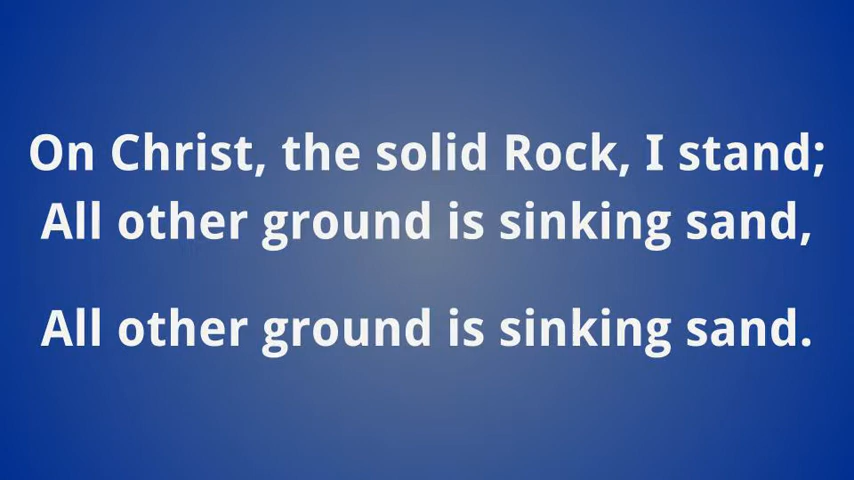 On Christ, the solid Rock, I stand;
All other ground is sinking sand,
All other ground is sinking sand.